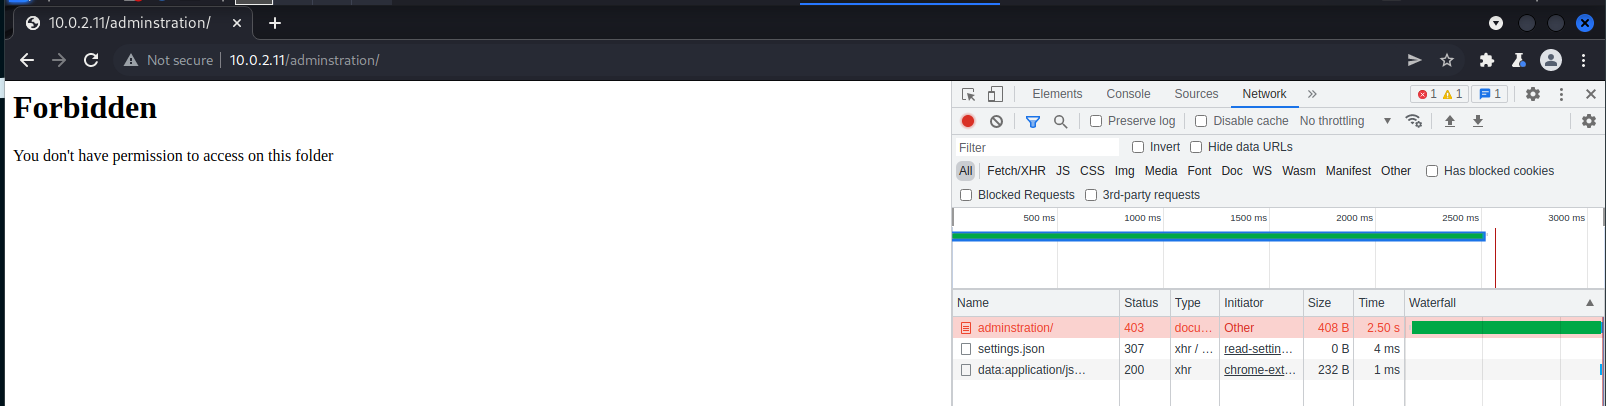 10.0.2.11/adminstration/
Not secure 10.0.2.11/adminstration/
Forbidden
You don't have permission to access on this folder
Elements Console Sources Network 1 1 1
Preserve log Disable cache No throttling
Filter Invert Hide data URLs
All Fetch/XHR JS CSS Img Media Font Doc WS Wasm Manifest Other Has blocked cookies
Blocked Requests 3rd-party requests
500 ms 1000 ms 1500 ms 2000 ms 2500 ms 3000 ms
Name Status Type Initiator Size Time Waterfall
adminstration/ 403 docu... Other 408 B 2.50 s
settings.json 307 xhr / ... read-settin... 0 B 4 ms
data:application/js... 200 xhr chrome-ext... 232 B 1 ms